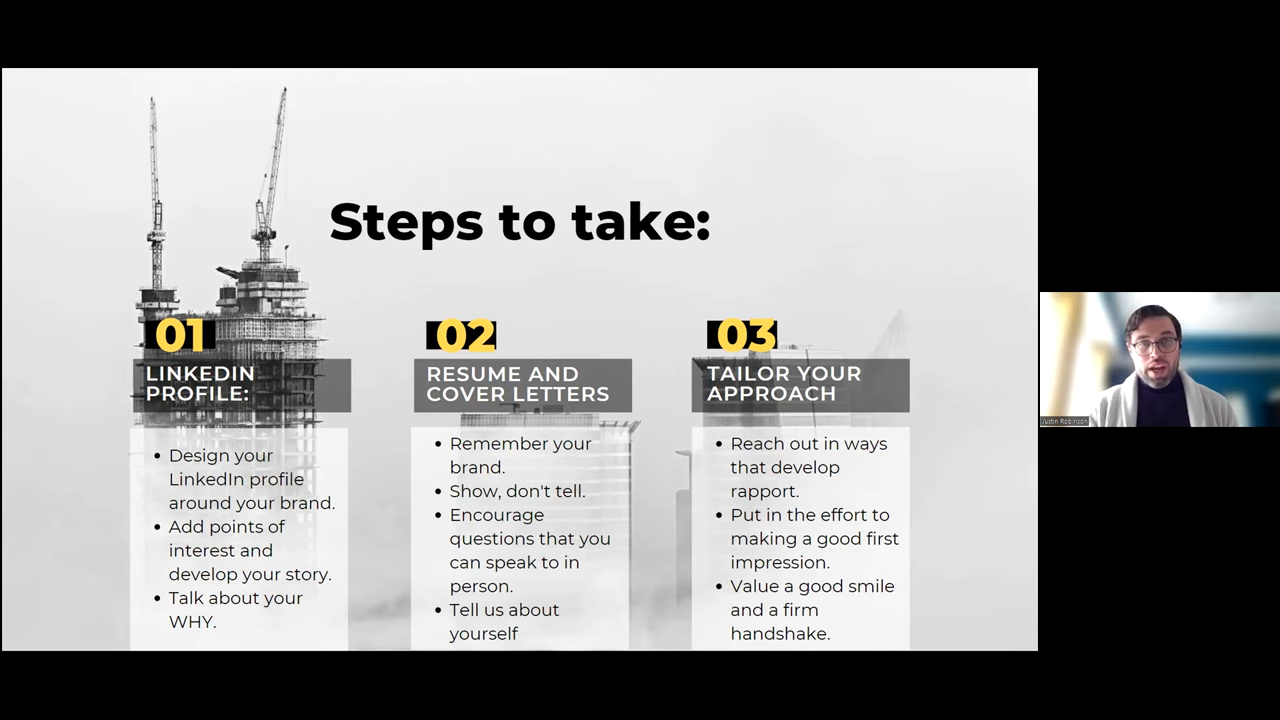 Steps to take:
01
LINKEDIN
PROFILE:
• Design your
LinkedIn profile
around your brand.
• Add points of
interest and
develop your story.
• Talk about your
WHY.
02
RESUME AND
COVER LETTERS
• Remember your
brand.
• Show, don't tell.
• Encourage
questions that you
can speak to in
person.
• Tell us about
yourself
03
TAILOR YOUR
APPROACH
• Reach out in ways
that develop
rapport.
• Put in the effort to
making a good first
impression.
• Value a good smile
and a firm
handshake.
Justin Robinson